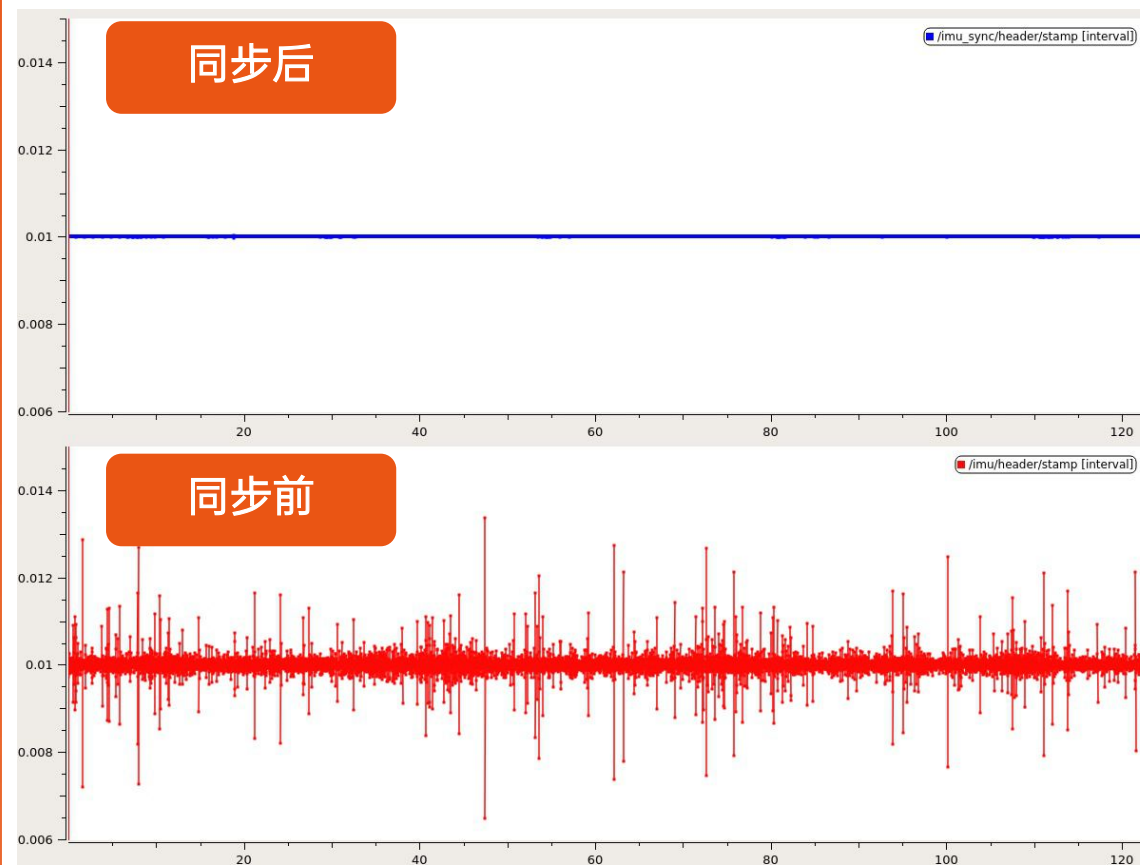 同步后
/imu_sync/header/stamp [interval]
0.014
0.012
0.01
0.008
0.006
20 40 60 80 100 120
同步前
/imu/header/stamp [interval]
0.014
0.012
0.01
0.008
0.006
20 40 60 80 100 120